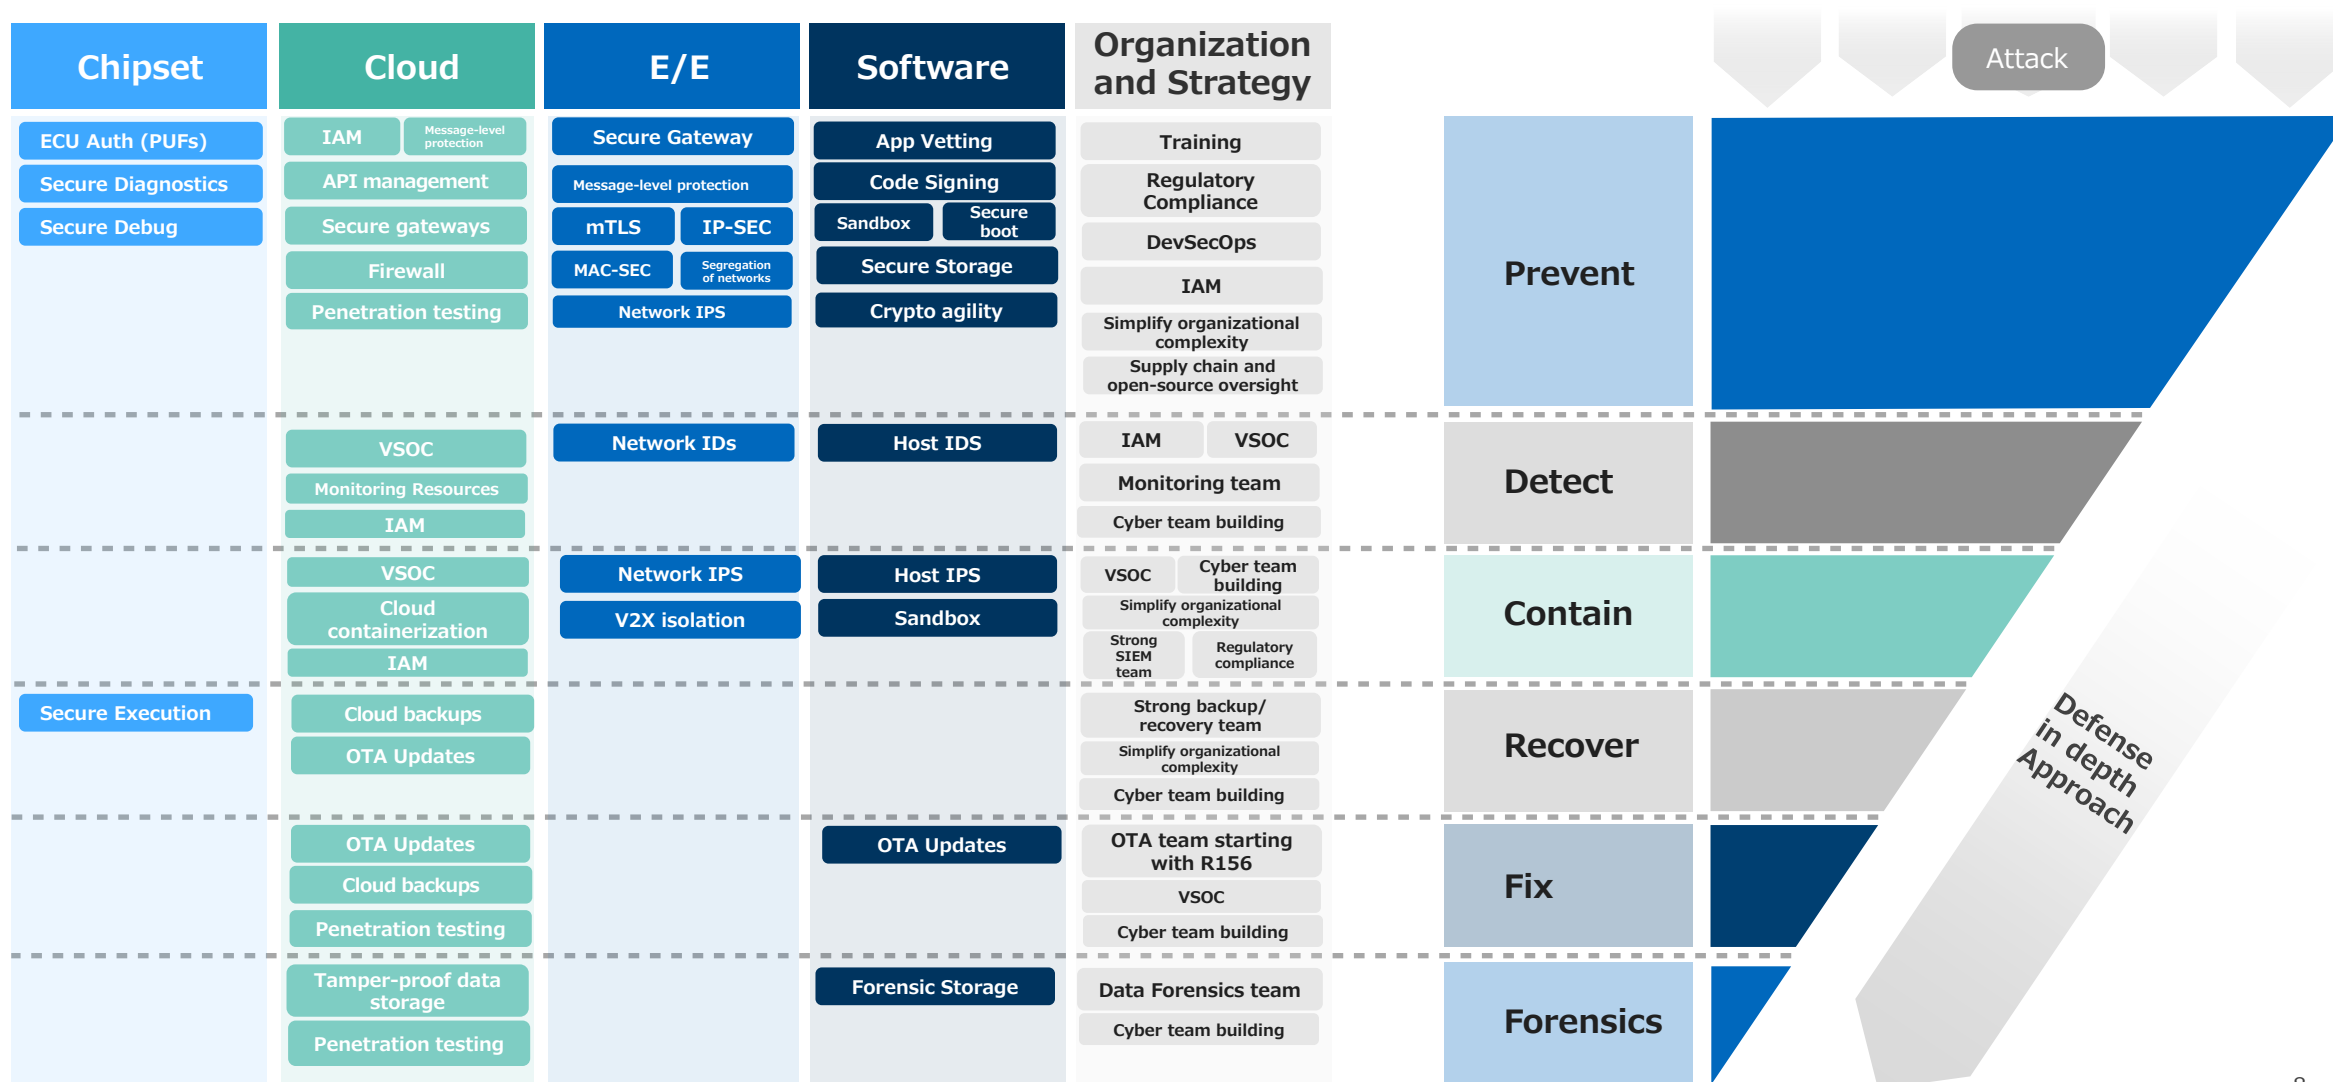 Chipset
Cloud
E/E
Software
Organization
and Strategy
Attack
ECU Auth (PUFs)
Secure Diagnostics
Secure Debug
IAM
Message-level
protection
API management
Secure gateways
Firewall
Penetration testing
Secure Gateway
Message-level protection
mTLS
IP-SEC
MAC-SEC
Segregation
of networks
Network IPS
App Vetting
Code Signing
Sandbox
Secure
boot
Secure Storage
Crypto agility
Training
Regulatory
Compliance
DevSecOps
IAM
Simplify organizational
complexity
Supply chain and
open-source oversight
Prevent
VSOC
Monitoring Resources
IAM
Network IDs
Host IDS
IAM
VSOC
Monitoring team
Cyber team building
Detect
VSOC
Cloud
containerization
IAM
Network IPS
V2X isolation
Host IPS
Sandbox
VSOC
Cyber team
building
Simplify organizational
complexity
Strong
SIEM
team
Regulatory
compliance
Contain
Secure Execution
Cloud backups
OTA Updates
Strong backup/
recovery team
Simplify organizational
complexity
Cyber team building
Recover
Defense
in depth
Approach
OTA Updates
Cloud backups
Penetration testing
OTA Updates
OTA team starting
with R156
VSOC
Cyber team building
Fix
Tamper-proof data
storage
Penetration testing
Forensic Storage
Data Forensics team
Cyber team building
Forensics